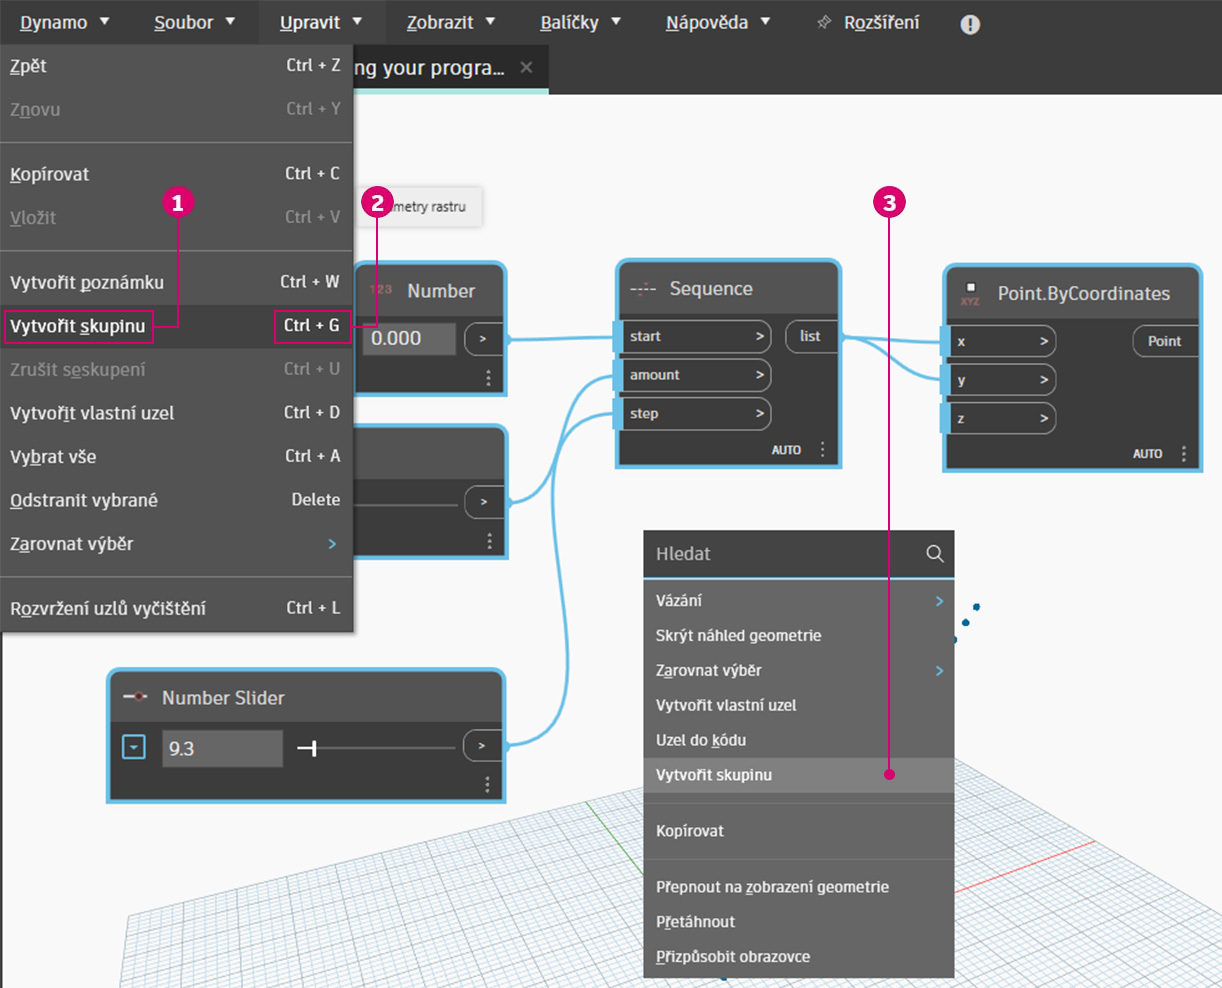 Dynamo Soubor Upravit Zobrazit Balíčky Nápověda Rozšíření
ng your progra...
Zpět Ctrl + Z
Znovu Ctrl + Y
Kopírovat Ctrl + C
Vložit Ctrl + V
Vytvořit poznámku Ctrl + W
Vytvořit skupinu Ctrl + G
Zrušit seskupení Ctrl + U
Vytvořit vlastní uzel Ctrl + D
Vybrat vše Ctrl + A
Odstranit vybrané Delete
Zarovnat výběr >
Rozvržení uzlů vyčištění Ctrl + L
1
2
3
metry rastru
123 Number
0.000 >
>
Sequence
start > list
amount >
step >
AUTO
XYZ Point.ByCoordinates
x > Point
y >
z >
AUTO
Number Slider
9.3 >
Hledat
Vázání >
Skrýt náhled geometrie
Zarovnat výběr >
Vytvořit vlastní uzel
Uzel do kódu
Vytvořit skupinu
Kopírovat
Přepnout na zobrazení geometrie
Přetáhnout
Přizpůsobit obrazovce